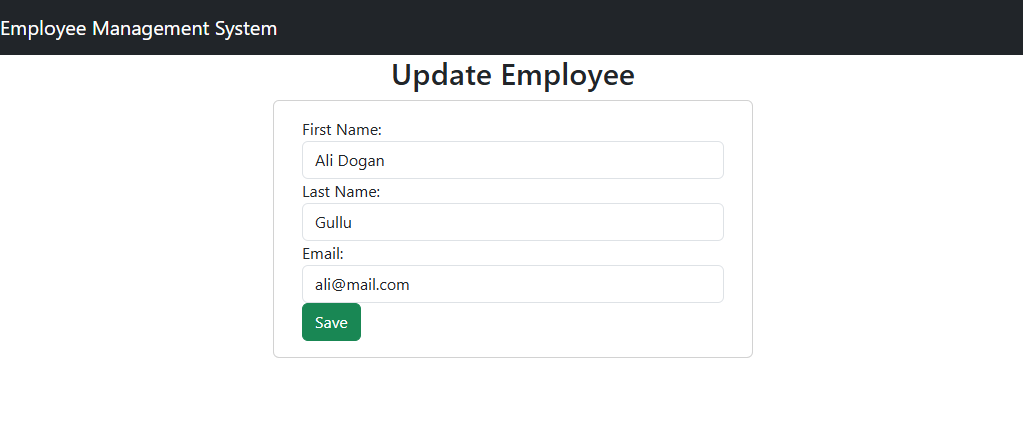 Employee Management System
Update Employee
First Name:
Ali Dogan
Last Name:
Gullu
Email:
ali@mail.com
Save